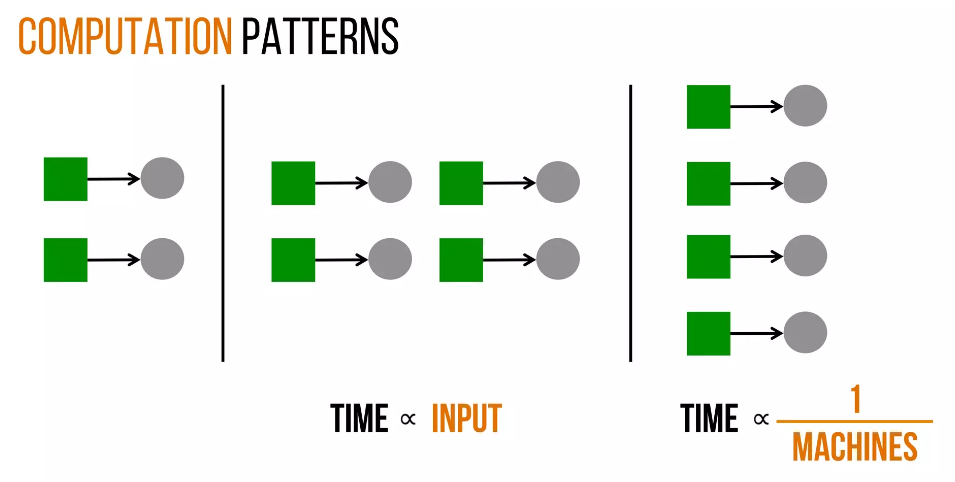 COMPUTATION PATTERNS
TIME ∝ INPUT
TIME ∝ 1
MACHINES